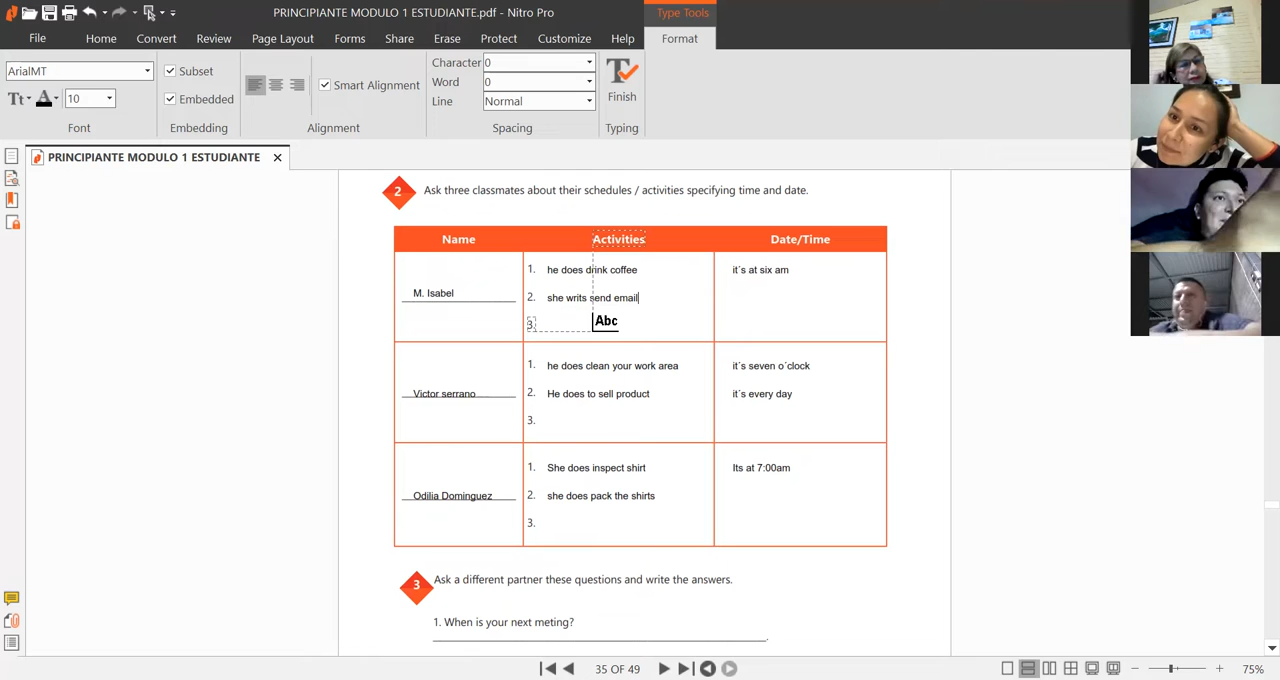 PRINCIPIANTE MODULO 1 ESTUDIANTE.pdf - Nitro Pro
Type Tools
File Home Convert Review Page Layout Forms Share Erase Protect Customize Help Format
ArialMT
Tt A 10
Font
Subset
Embedded
Embedding
Smart Alignment
Alignment
Character 0
Word 0
Line Normal
Spacing
Finish
Typing
PRINCIPIANTE MODULO 1 ESTUDIANTE
2 Ask three classmates about their schedules / activities specifying time and date.
Name Activities Date/Time
M. Isabel
1. he does drink coffee
2. she writs send email
3.
Abc
it´s at six am
Victor serrano
1. he does clean your work area
2. He does to sell product
3.
it´s seven o´clock
it´s every day
Odilia Dominguez
1. She does inspect shirt
2. she does pack the shirts
3.
Its at 7:00am
3 Ask a different partner these questions and write the answers.
1. When is your next meting?
35 OF 49
75%